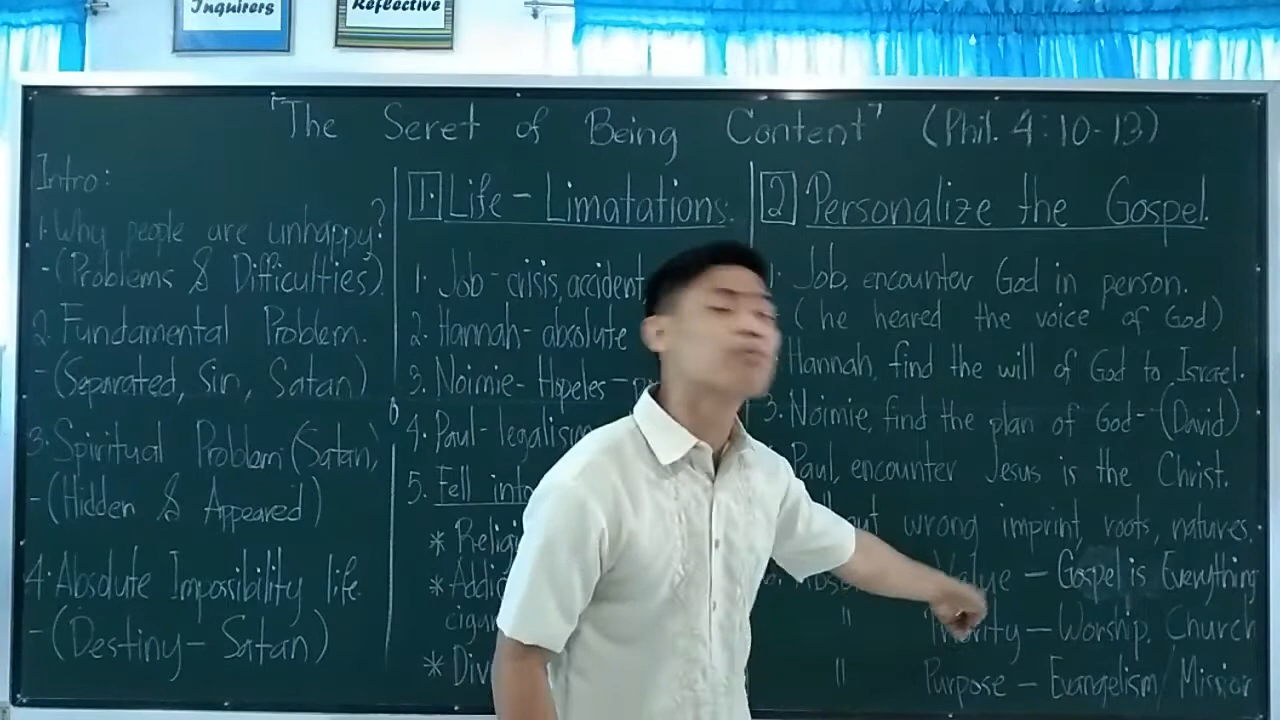 Inquirers
Reflective
"The Seret of Being Content" (Phil. 4:10-13)
Intro:
1. Why people are unhappy?
-(Problems & Difficulties).
2. Fundamental Problem.
-(Separated, Sin, Satan)
3. Spiritual Problem (Satan,
-(Hidden & Appeared)
4. Absolute Impossibility life.
-(Destiny- Satan)
1. Life - Limatations.
1. Job - crisis, accident
2. Hannah- absolute
3. Noimie- Hopeles -
4. Paul- legalism
5. Fell into
*
*
*
2 Personalize the Gospel.
Job, encounter God in person.
(he heared the voice of God)
Hannah, find the will of God to Israel.
3. Noimie, find the plan of God- (David)
Paul, encounter Jesus is the Christ.
wrong imprint, roots, natures.
Value - Gospel is Everything
" - Worship, Church
" Purpose - Evangelism/ Mission